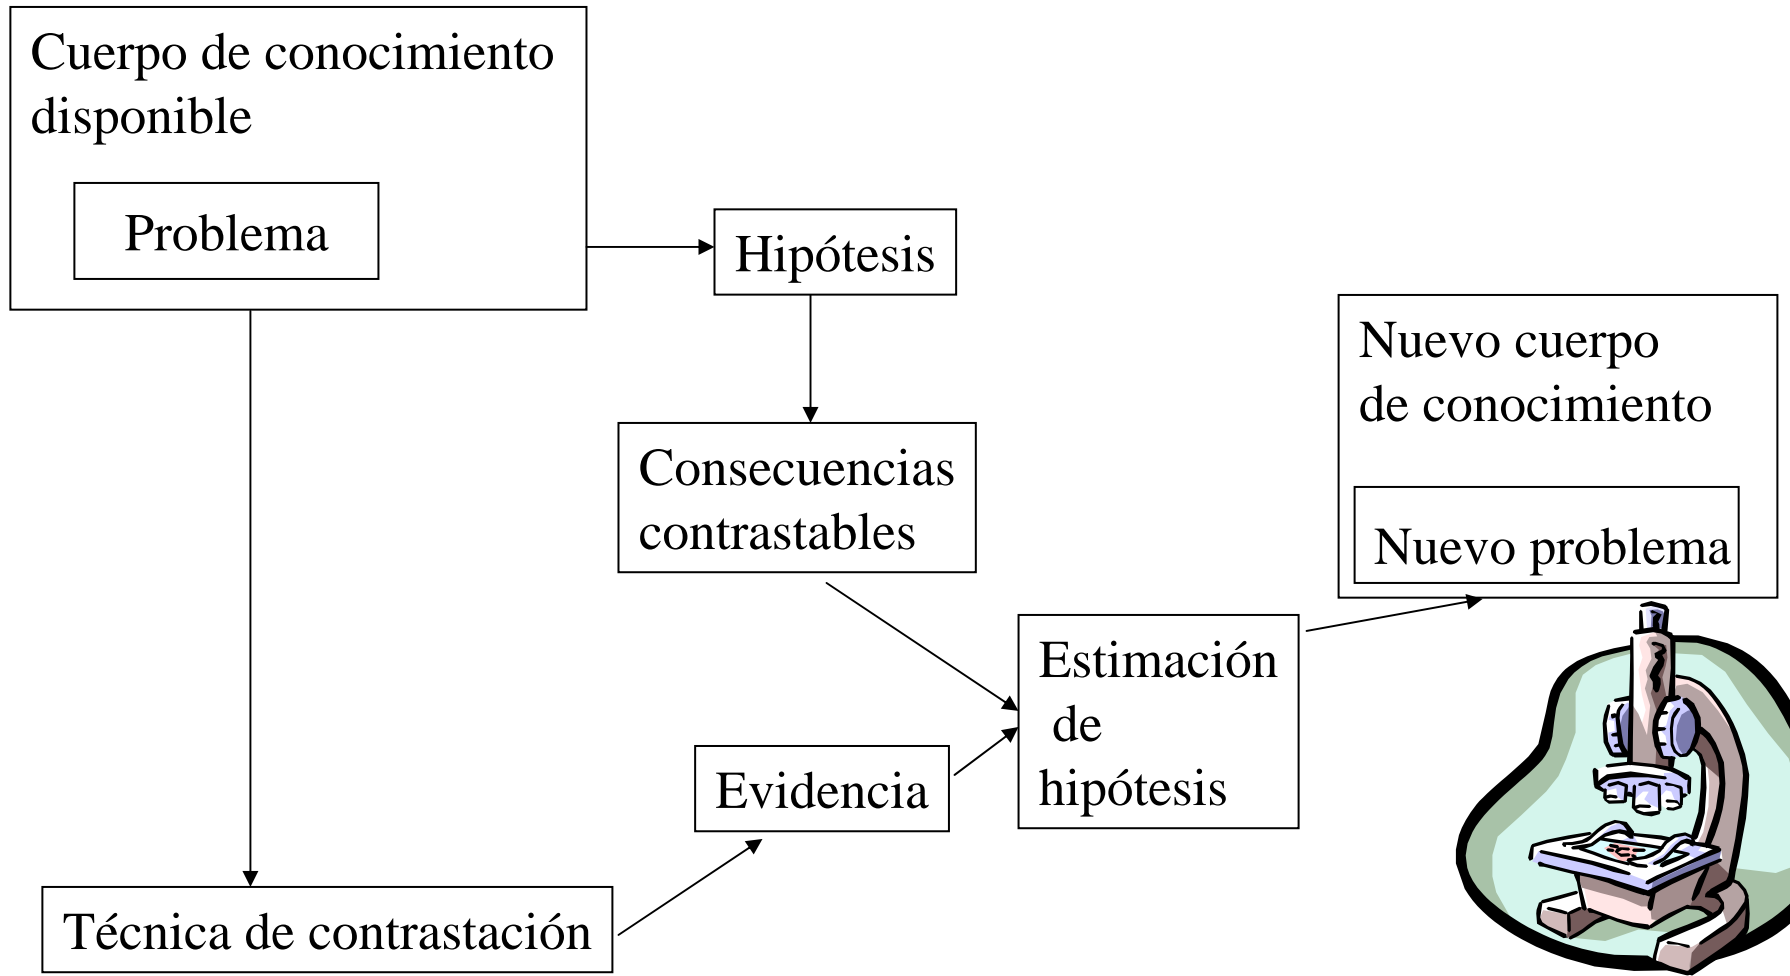 Cuerpo de conocimiento
disponible
Problema
Hipótesis
Consecuencias
contrastables
Nuevo cuerpo
de conocimiento
Nuevo problema
Estimación
de
hipótesis
Evidencia
Técnica de contrastación